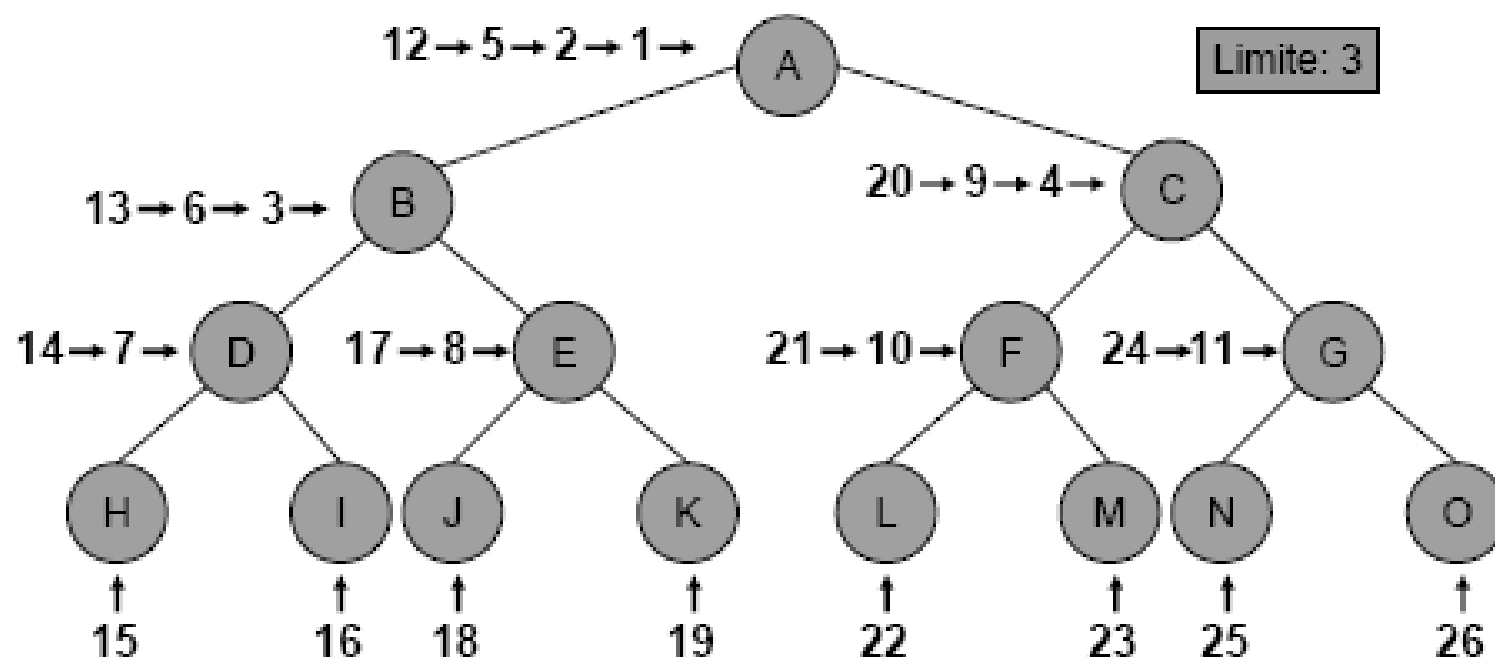 12→5→2→1→ A
Limite: 3
13→6→3→ B
20→9→4→ C
14→7→ D 17→8→ E 21→10→ F 24→11→ G
H I J K L M N O
15 16 18 19 22 23 25 26